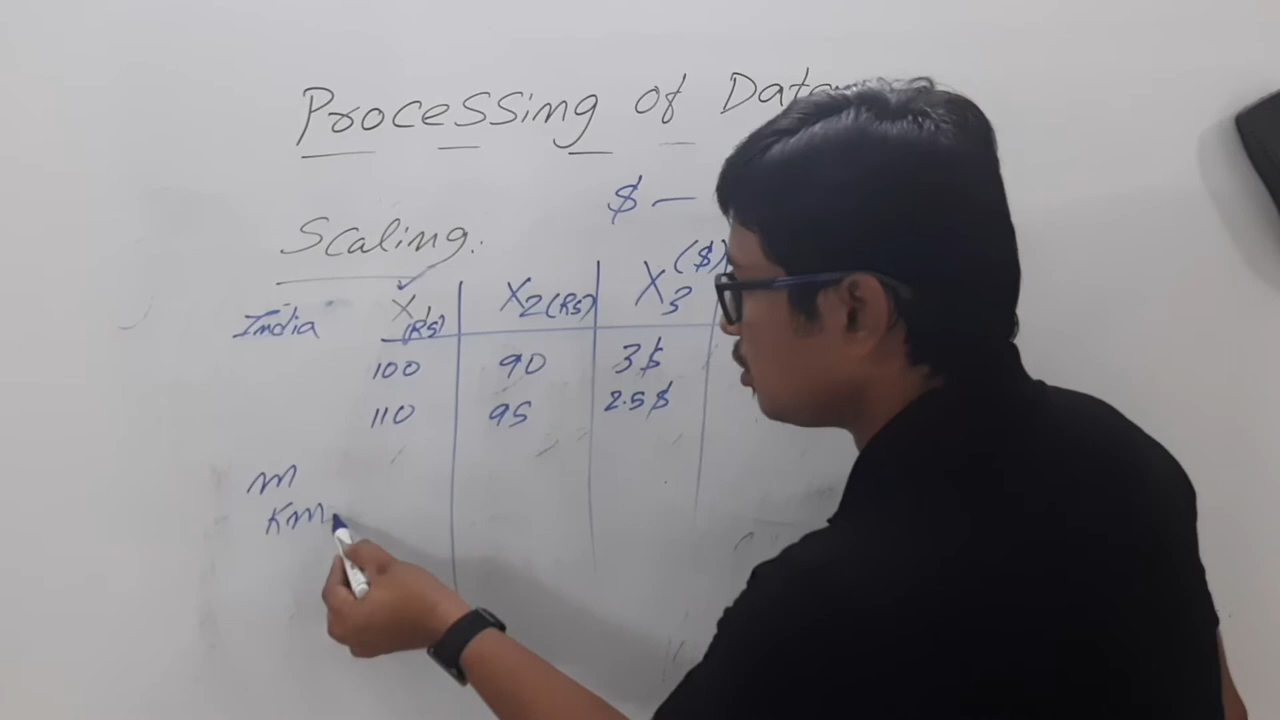 Processing of Data
$ —
Scaling:
India X1 (RS) X2 (RS) X3 ($)
100 90 3$
110 95 2.5$
m
Km